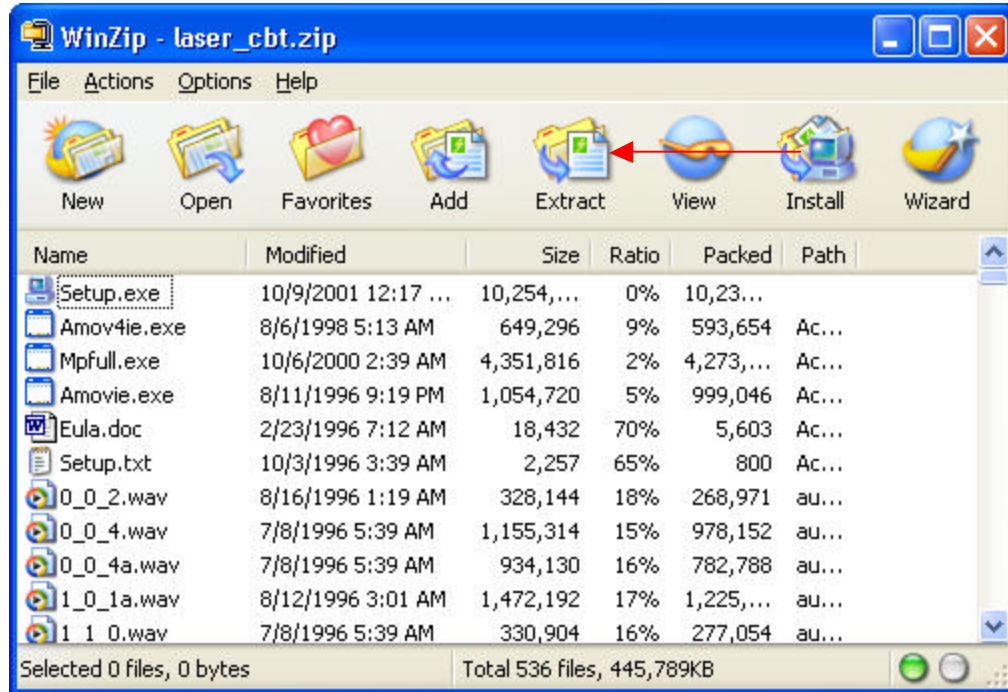 WinZip - laser_cbt.zip
File Actions Options Help
New Open Favorites Add Extract View Install Wizard
Name Modified Size Ratio Packed Path
Setup.exe 10/9/2001 12:17 ... 10,254,... 0% 10,23...
Amov4ie.exe 8/6/1998 5:13 AM 649,296 9% 593,654 Ac...
Mpfull.exe 10/6/2000 2:39 AM 4,351,816 2% 4,273,... Ac...
Amovie.exe 8/11/1996 9:19 PM 1,054,720 5% 999,046 Ac...
Eula.doc 2/23/1996 7:12 AM 18,432 70% 5,603 Ac...
Setup.txt 10/3/1996 3:39 AM 2,257 65% 800 Ac...
0_0_2.wav 8/16/1996 1:19 AM 328,144 18% 268,971 au...
0_0_4.wav 7/8/1996 5:39 AM 1,155,314 15% 978,152 au...
0_0_4a.wav 7/8/1996 5:39 AM 934,130 16% 782,788 au...
1_0_1a.wav 8/12/1996 3:01 AM 1,472,192 17% 1,225,... au...
1_1_0.wav 7/8/1996 5:39 AM 330,904 16% 277,054 au...
Selected 0 files, 0 bytes Total 536 files, 445,789KB